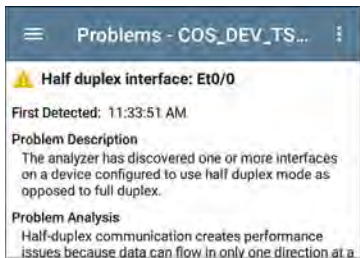 Problems - COS_DEV_TS...
Half duplex interface: Et0/0
First Detected: 11:33:51 AM
Problem Description
The analyzer has discovered one or more interfaces
on a device configured to use half duplex mode as
opposed to full duplex.
Problem Analysis
Half-duplex communication creates performance
issues because data can flow in only one direction at a